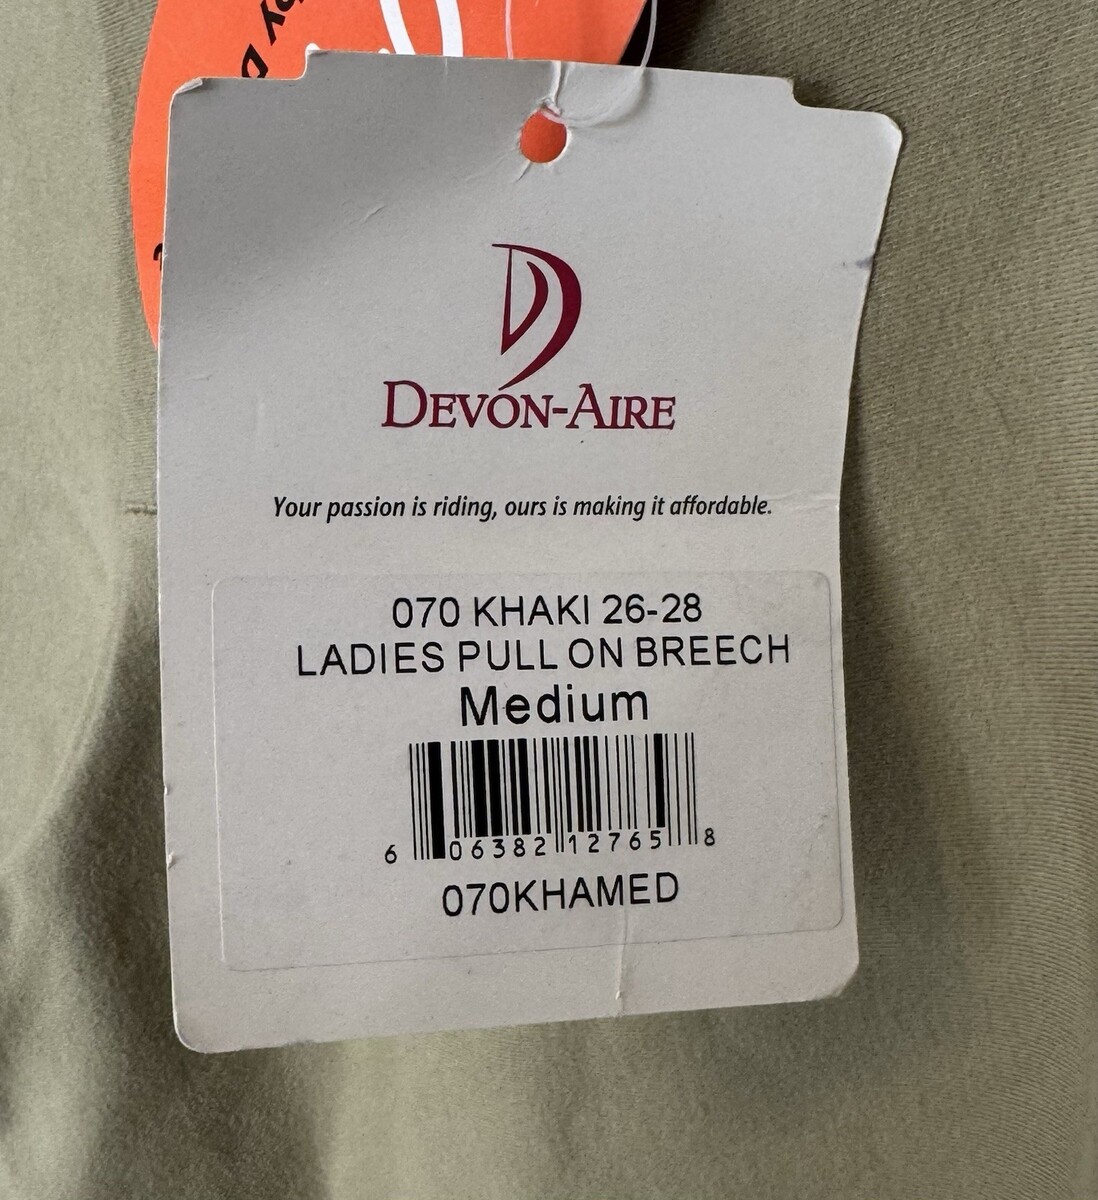 DEVON-AIRE
Your passion is riding, ours is making it affordable.
070 KHAKI 26-28
LADIES PULL ON BREECH
Medium
6 06382 12765 8
070KHAMED